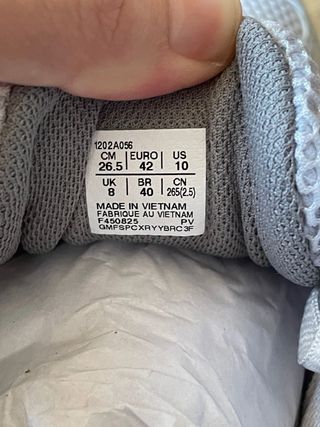 1202A056
CM EURO US
26.5 42 10
UK BR CN
8 40 265(2.5)
MADE IN VIETNAM
FABRIQUE AU VIETNAM
F450825 PV
GMFSPCXRYYBRC3F